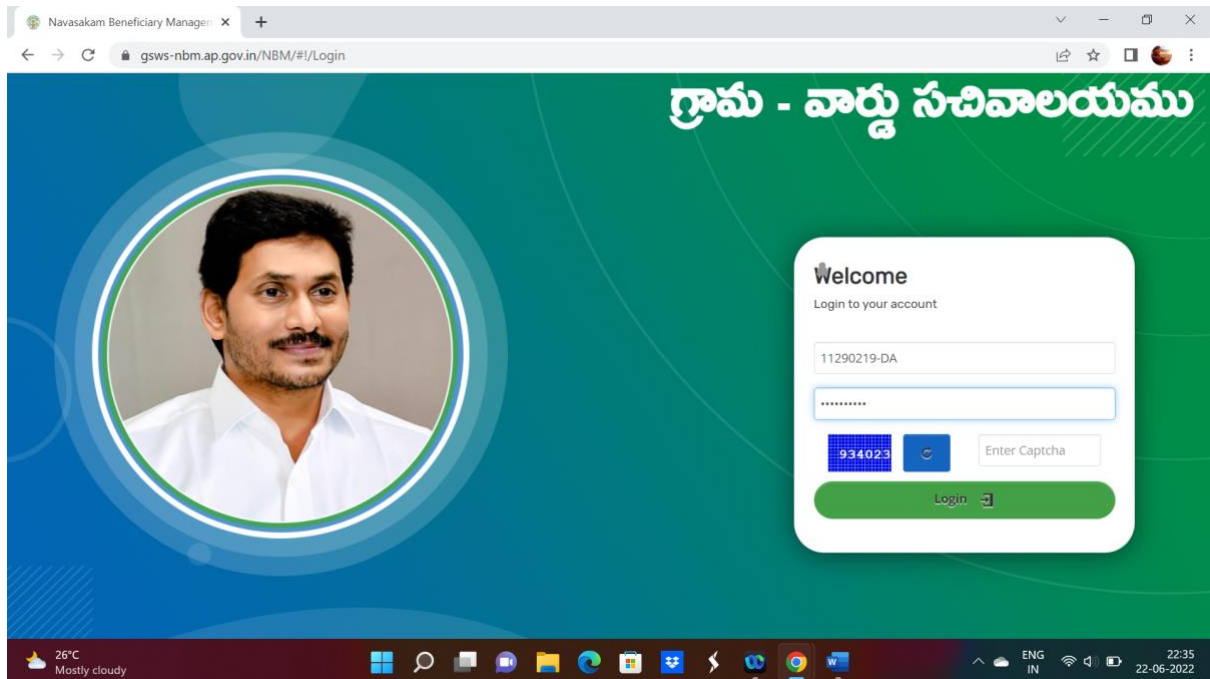 Navasakam Beneficiary Managen
gsws-nbm.ap.gov.in/NBM/#!/Login
గ్రామ - వార్డు సచివాలయము
Welcome
Login to your account
11290219-DA
••••••••••
934023
Enter Captcha
Login
26°C
Mostly cloudy
ENG
IN
22:35
22-06-2022